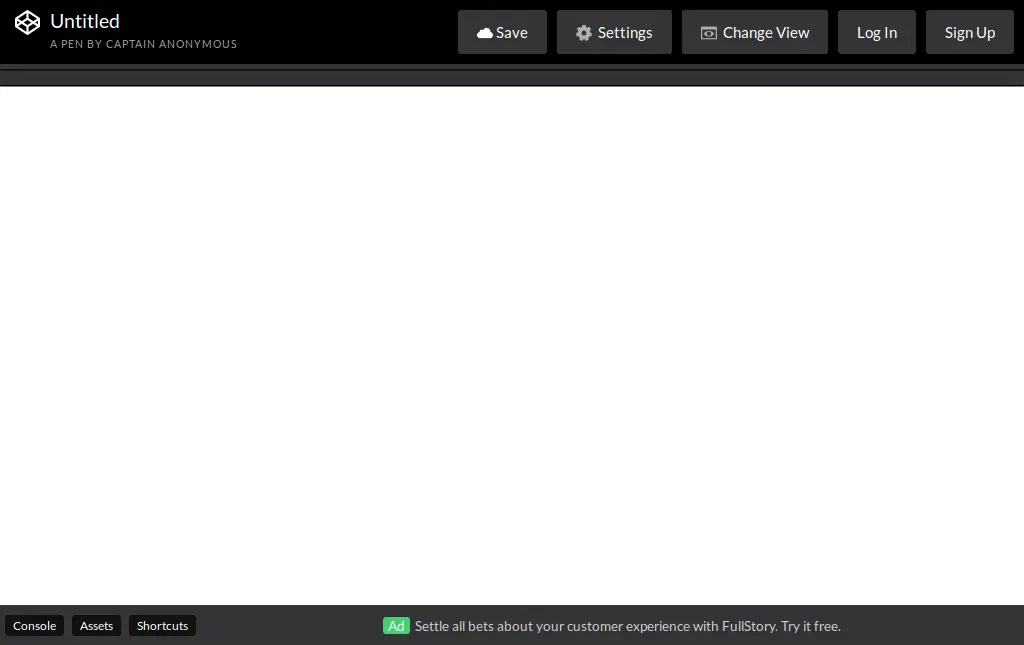 Untitled
A PEN BY CAPTAIN ANONYMOUS
Save
Settings
Change View
Log In
Sign Up
Console
Assets
Shortcuts
Ad Settle all bets about your customer experience with FullStory. Try it free.